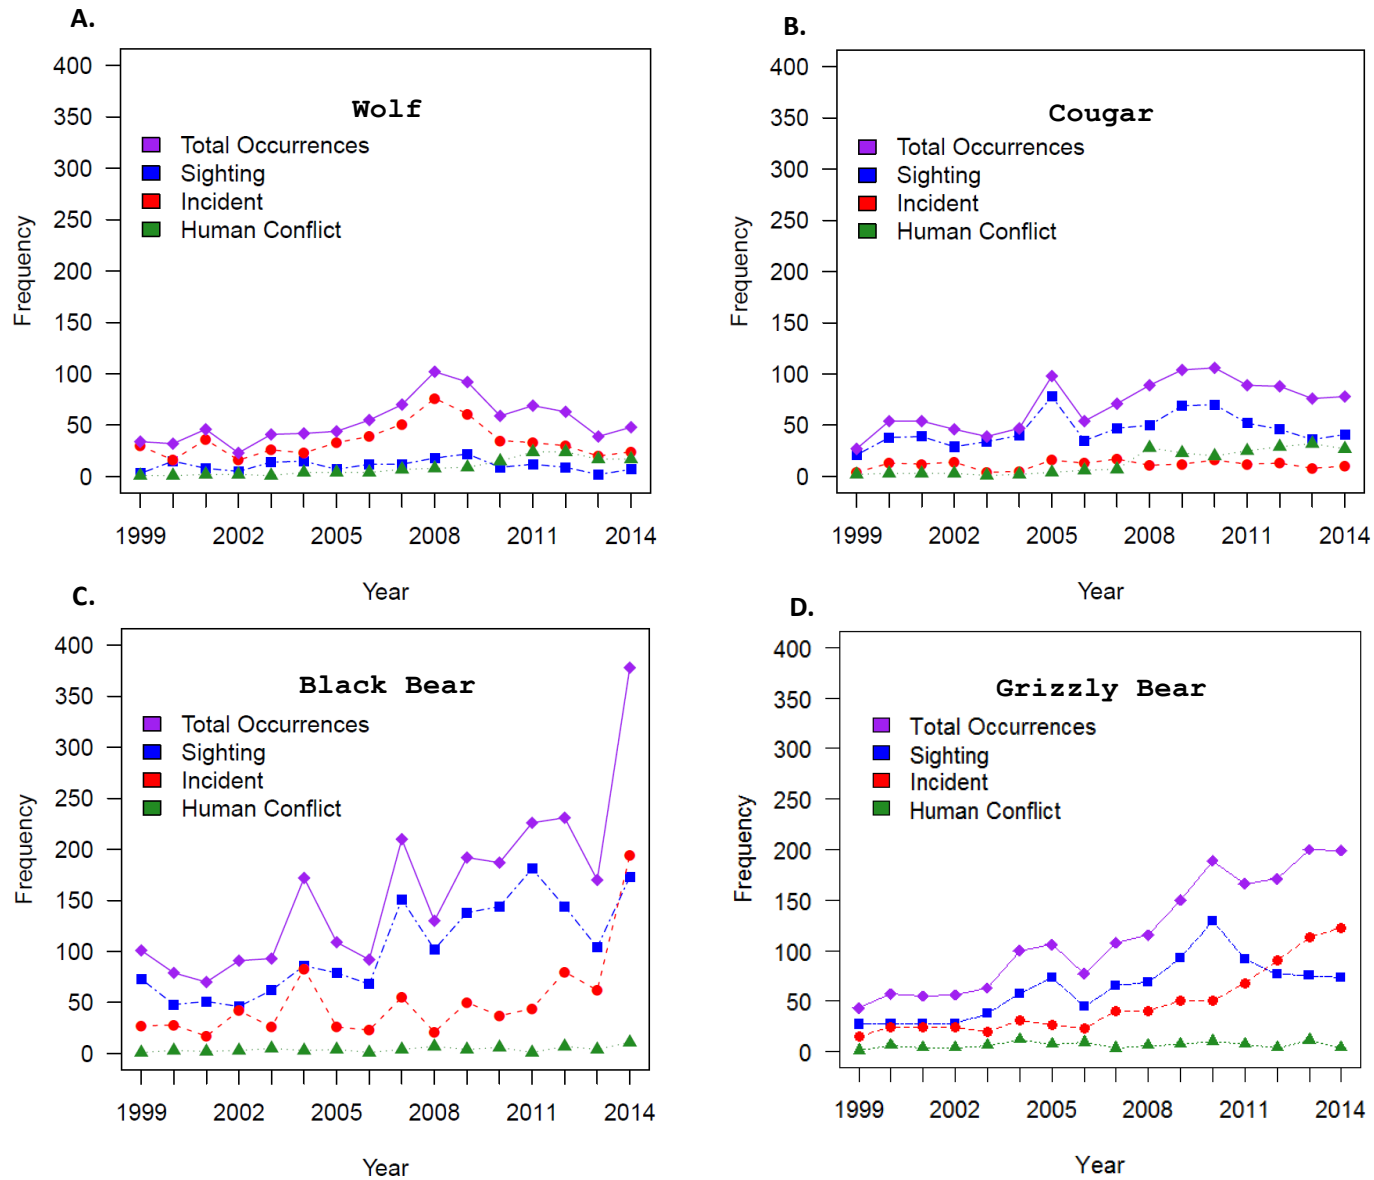 A.
Wolf
Total Occurrences
Sighting
Incident
Human Conflict
400
350
300
250
200
150
100
50
0
Frequency
1999 2002 2005 2008 2011 2014
Year
B.
Cougar
Total Occurrences
Sighting
Incident
Human Conflict
400
350
300
250
200
150
100
50
0
Frequency
1999 2002 2005 2008 2011 2014
Year
C.
Black Bear
Total Occurrences
Sighting
Incident
Human Conflict
400
350
300
250
200
150
100
50
0
Frequency
1999 2002 2005 2008 2011 2014
Year
D.
Grizzly Bear
Total Occurrences
Sighting
Incident
Human Conflict
400
350
300
250
200
150
100
50
0
Frequency
1999 2002 2005 2008 2011 2014
Year